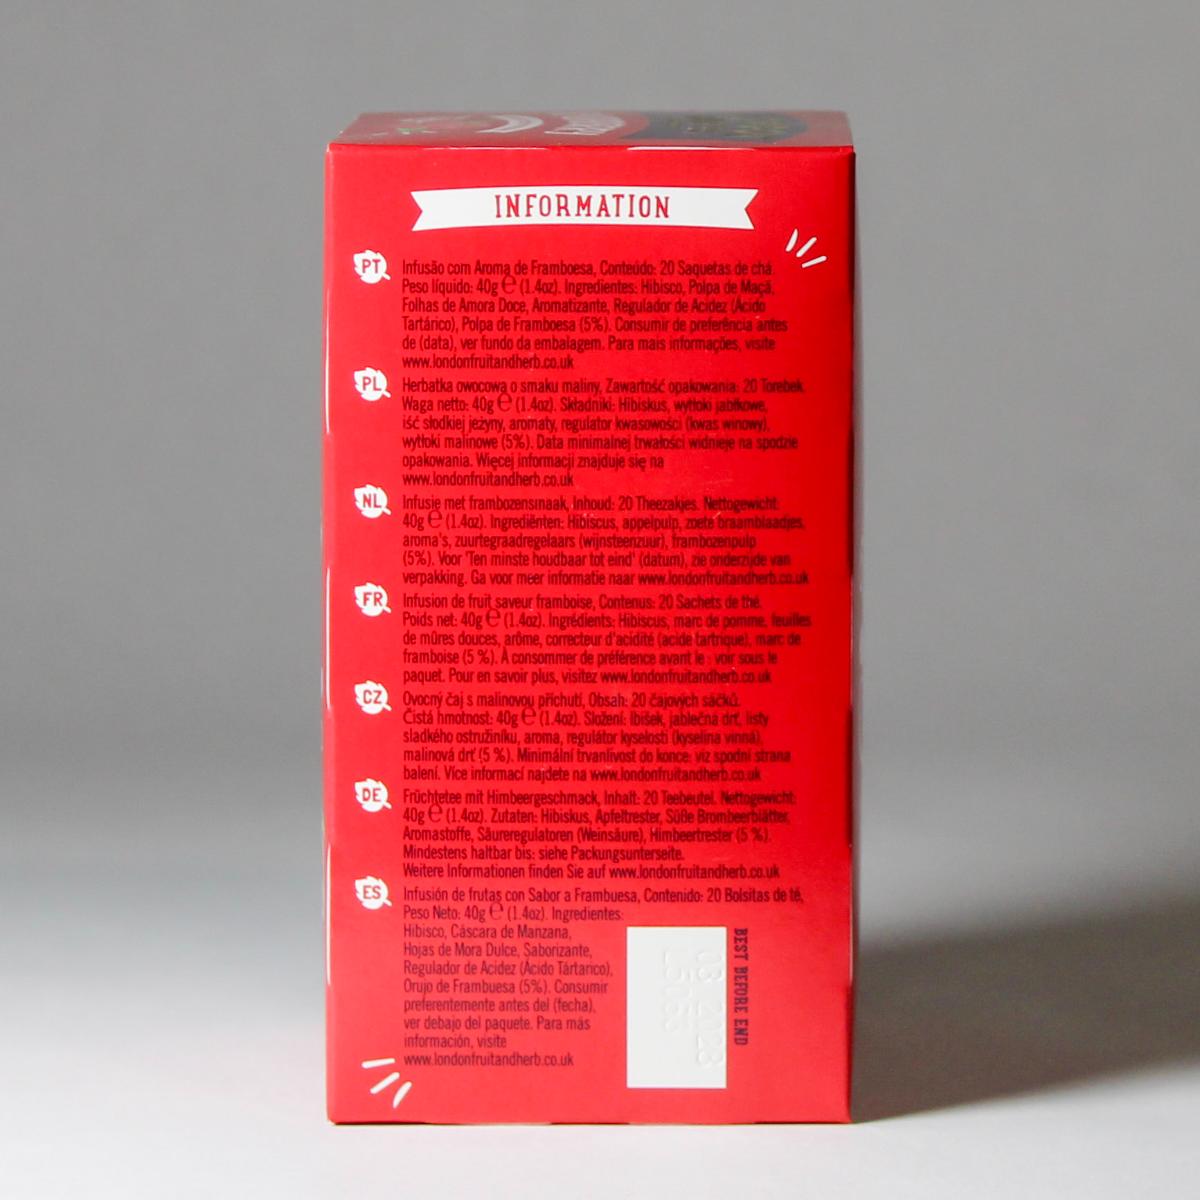 INFORMATION
PT
Infusão com Aroma de Framboesa, Conteúdo: 20 Saquetas de chá.
Peso líquido: 40g ℮ (1.4oz). Ingredientes: Hibisco, Polpa de Maçã,
Folhas de Amora Doce, Aromatizante, Regulador de Acidez (Ácido
Tartárico), Polpa de Framboesa (5%). Consumir de preferência antes
de (data), ver fundo da embalagem. Para mais informações, visite
www.londonfruitandherb.co.uk
PL
Herbatka owocowa o smaku maliny, Zawartość opakowania: 20 Torebek.
Waga netto: 40g ℮ (1.4oz). Składniki: Hibiskus, wytłoki jabłkowe,
iść słodkiej jeżyny, aromaty, regulator kwasowości (kwas winowy),
wytłoki malinowe (5%). Data minimalnej trwałości widnieje na spodzie
opakowania. Więcej informacji znajduje się na
www.londonfruitandherb.co.uk
NL
Infusie met frambozensmaak, Inhoud: 20 Theezakjes. Nettogewicht:
40g ℮ (1.4oz). Ingrediënten: Hibiscus, appelpulp, zoete braamblaadjes,
aroma's, zuurtegraadregelaars (wijnsteenzuur), frambozenpulp
(5%). Voor 'Ten minste houdbaar tot eind' (datum), zie onderzijde van
verpakking. Ga voor meer informatie naar www.londonfruitandherb.co.uk
FR
Infusion de fruit saveur framboise, Contenus: 20 Sachets de thé.
Poids net: 40g ℮ (1.4oz). Ingrédients: Hibiscus, marc de pomme, feuilles
de mûres douces, arôme, correcteur d'acidité (acide tartrique), marc de
framboise (5 %). À consommer de préférence avant le : voir sous le
paquet. Pour en savoir plus, visitez www.londonfruitandherb.co.uk
CZ
Ovocný čaj s malinovou příchutí, Obsah: 20 čajových sáčků.
Čistá hmotnost: 40g ℮ (1.4oz). Složení: Ibišek, jablečná drť, listy
sladkého ostružiníku, aroma, regulátor kyselosti (kyselina vinná),
malinová drť (5 %). Minimální trvanlivost do konce: viz spodní strana
balení. Více informací najdete na www.londonfruitandherb.co.uk
DE
Früchtetee mit Himbeergeschmack, Inhalt: 20 Teebeutel. Nettogewicht:
40g ℮ (1.4oz). Zutaten: Hibiskus, Apfeltrester, Süße Brombeerblätter,
Aromastoffe, Säureregulatoren (Weinsäure), Himbeertrester (5 %).
Mindestens haltbar bis: siehe Packungsunterseite.
Weitere Informationen finden Sie auf www.londonfruitandherb.co.uk
ES
Infusión de frutas con Sabor a Frambuesa, Contenido: 20 Bolsitas de té,
Peso Neto: 40g ℮ (1.4oz). Ingredientes:
Hibisco, Cáscara de Manzana,
Hojas de Mora Dulce, Saborizante,
Regulador de Acidez (Ácido Tártarico),
Orujo de Frambuesa (5%). Consumir
preferentemente antes del (fecha),
ver debajo del paquete. Para más
información, visite
www.londonfruitandherb.co.uk
BEST BEFORE END
03 2023